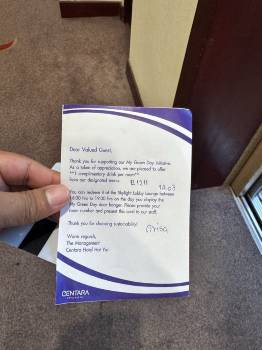 Dear Valued Guest,
Thank you for supporting our My Green Day Initiative.
As a token of appreciation, we are pleased to offer
**1 complimentary drink per room**
from our designated menu.
12.03
You can redeem it at the Skylight Lobby Lounge between
18:00 hrs to 19:00 hrs on the day you display the
My Green Day door hanger. Please provide your
room number and present this card to our staff.
Thank you for choosing sustainability!
Warm regards,
The Management
Centara
CENTARA